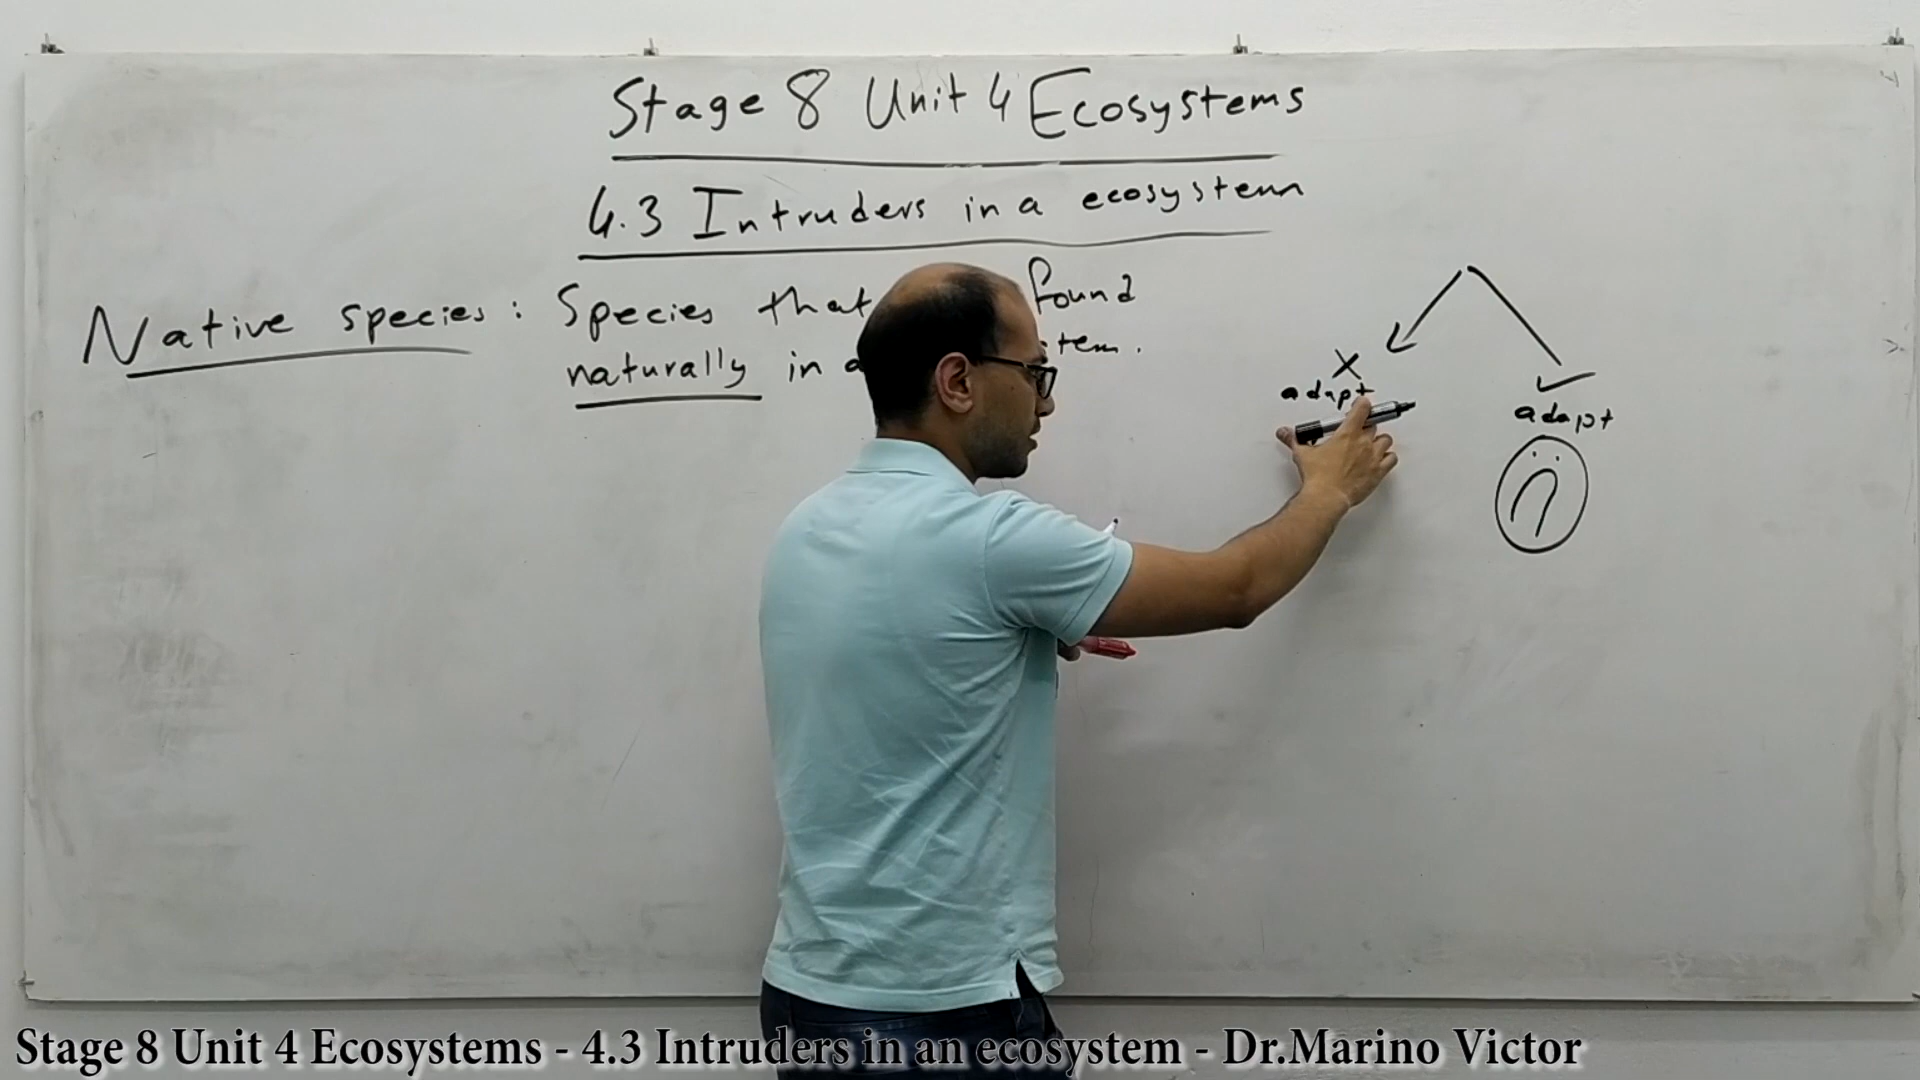 Stage 8 Unit 4 Ecosystems
4.3 Intruders in a ecosystem
Native species: Species that found
naturally in a
X
adapt
adapt
Stage 8 Unit 4 Ecosystems - 4.3 Intruders in an ecosystem - Dr.Marino Victor